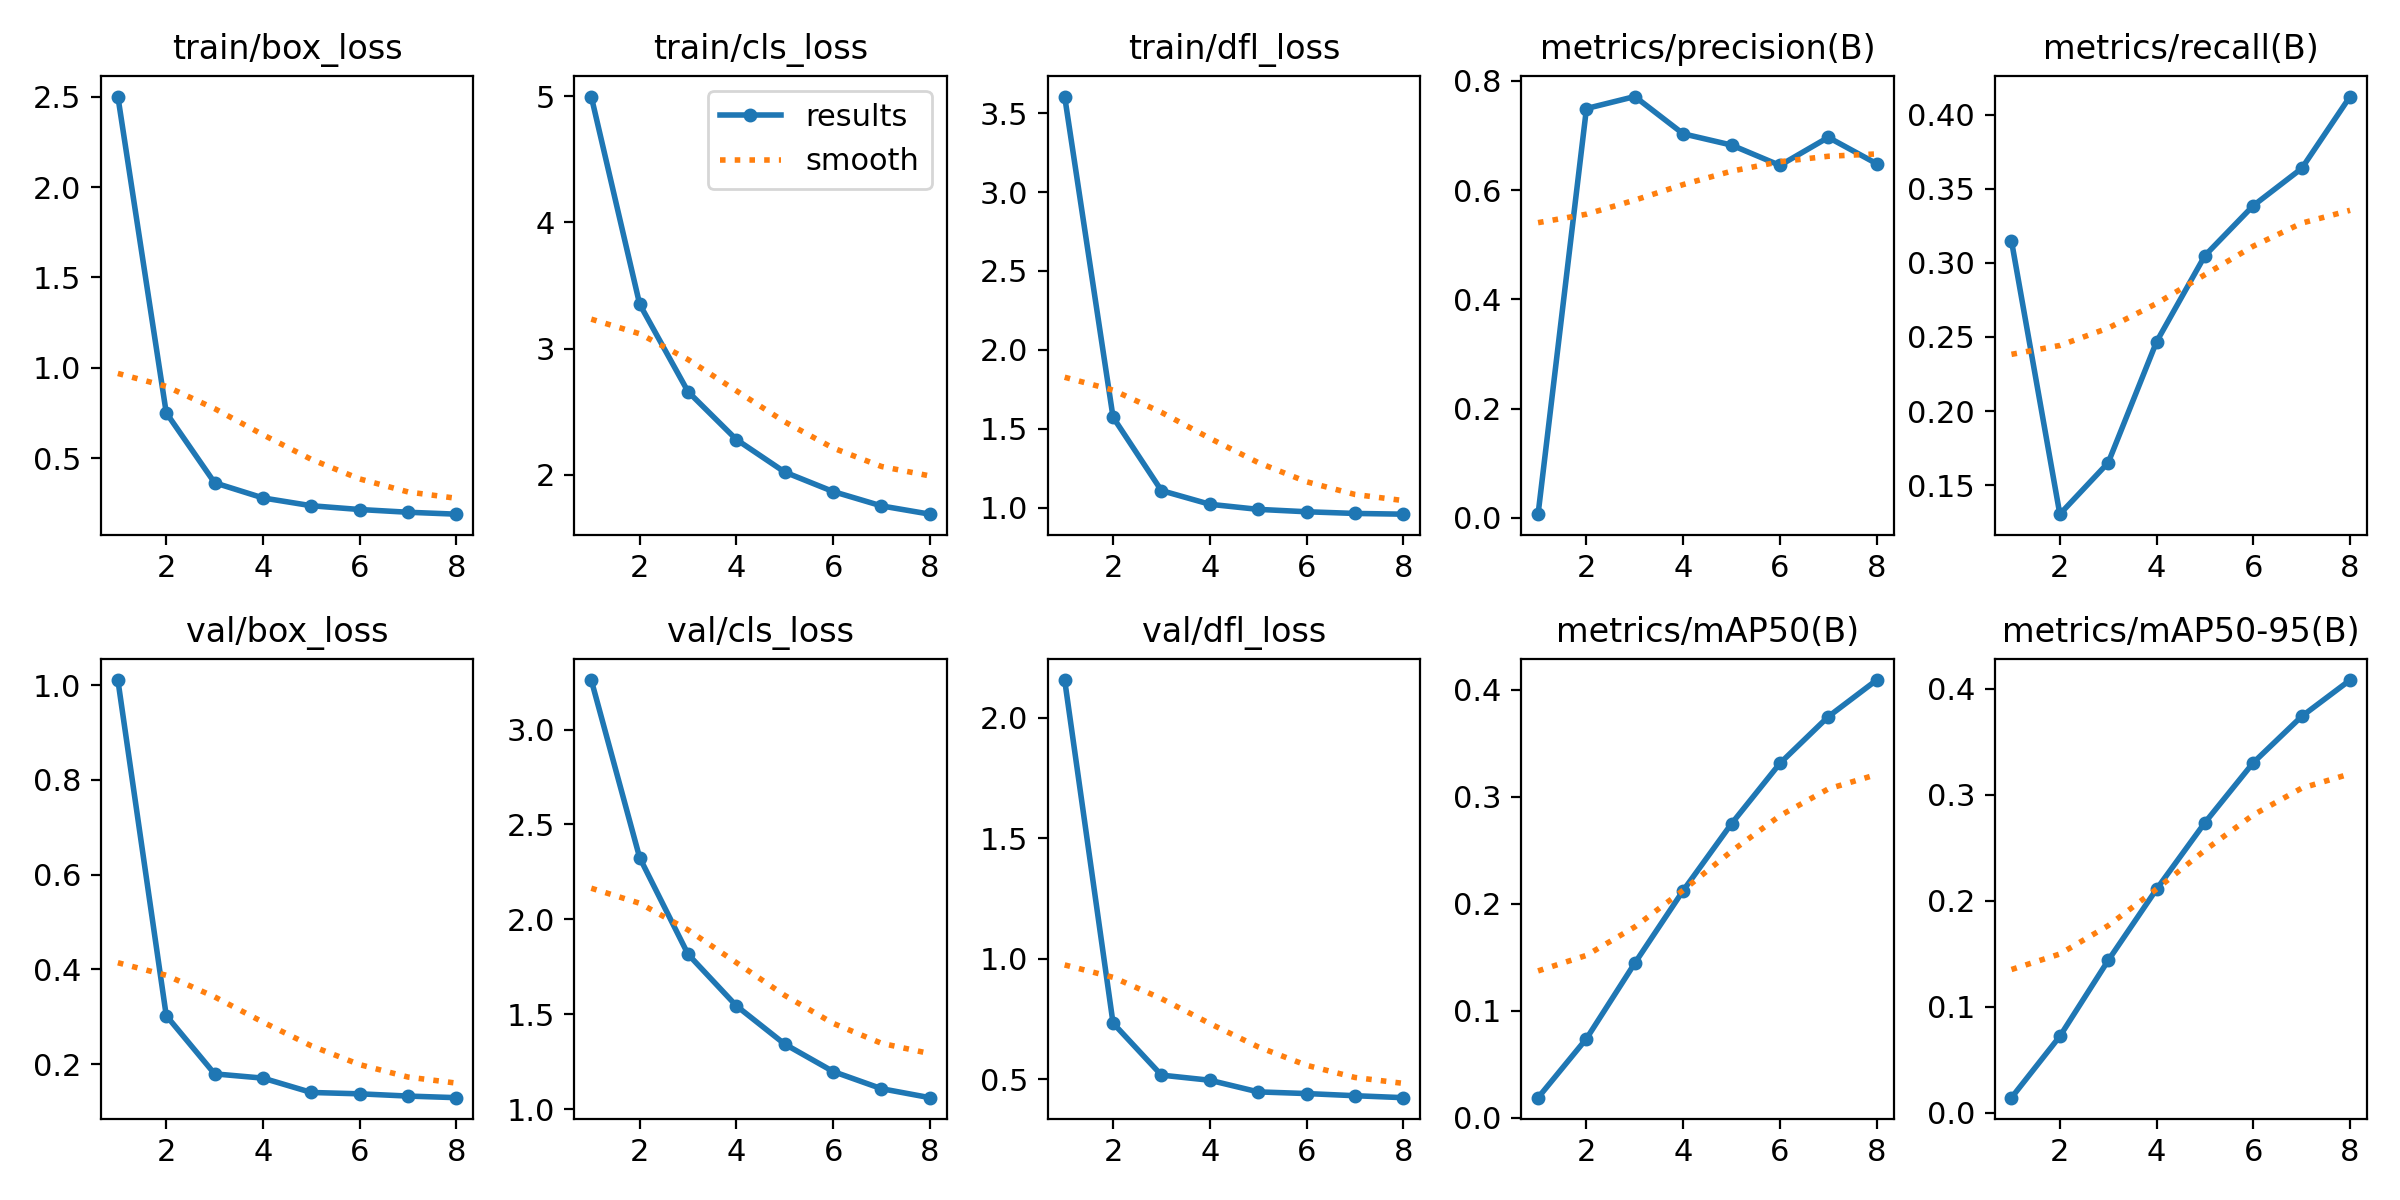 train/box_loss
2.5
2.0
1.5
1.0
0.5
2 4 6 8
train/cls_loss
results
smooth
5
4
3
2
2 4 6 8
train/dfl_loss
3.5
3.0
2.5
2.0
1.5
1.0
2 4 6 8
metrics/precision(B)
0.8
0.6
0.4
0.2
0.0
2 4 6 8
metrics/recall(B)
0.40
0.35
0.30
0.25
0.20
0.15
2 4 6 8
val/box_loss
1.0
0.8
0.6
0.4
0.2
2 4 6 8
val/cls_loss
3.0
2.5
2.0
1.5
1.0
2 4 6 8
val/dfl_loss
2.0
1.5
1.0
0.5
2 4 6 8
metrics/mAP50(B)
0.4
0.3
0.2
0.1
0.0
2 4 6 8
metrics/mAP50-95(B)
0.4
0.3
0.2
0.1
0.0
2 4 6 8